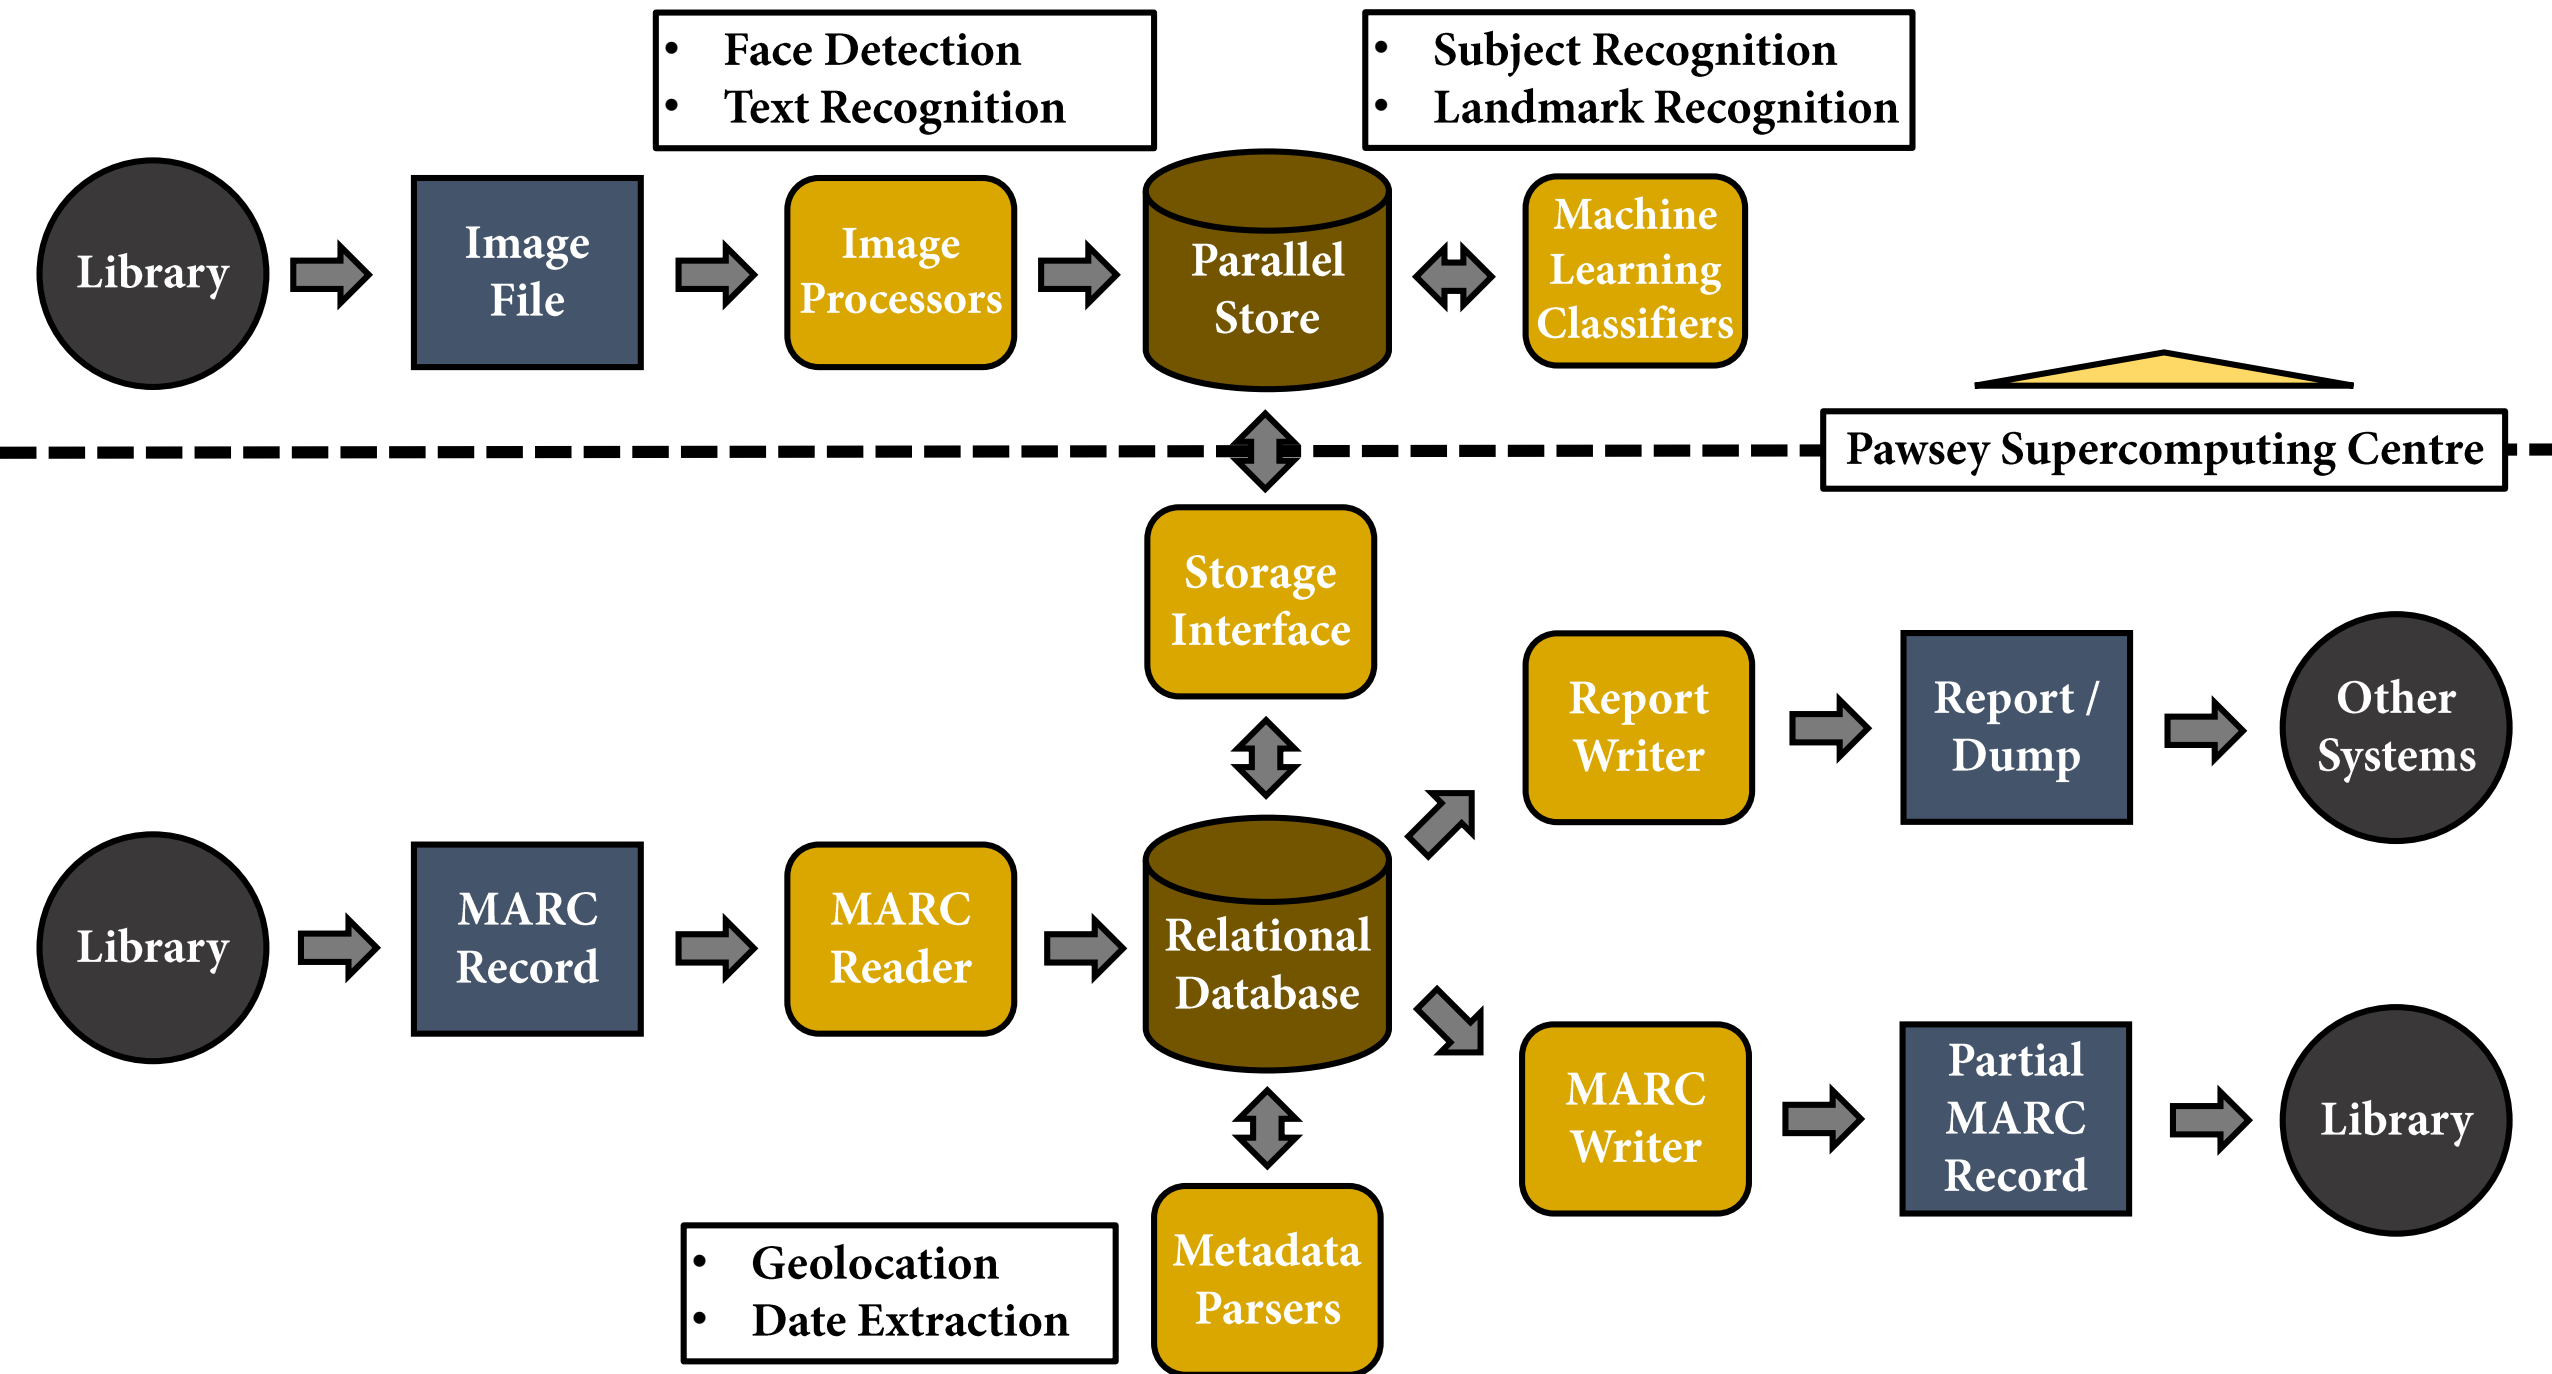 • Face Detection
• Text Recognition
• Subject Recognition
• Landmark Recognition
Library
Image
File
Image
Processors
Parallel
Store
Machine
Learning
Classifiers
Pawsey Supercomputing Centre
Storage
Interface
Report
Writer
Report /
Dump
Other
Systems
Library
MARC
Record
MARC
Reader
Relational
Database
MARC
Writer
Partial
MARC
Record
Library
• Geolocation
• Date Extraction
Metadata
Parsers